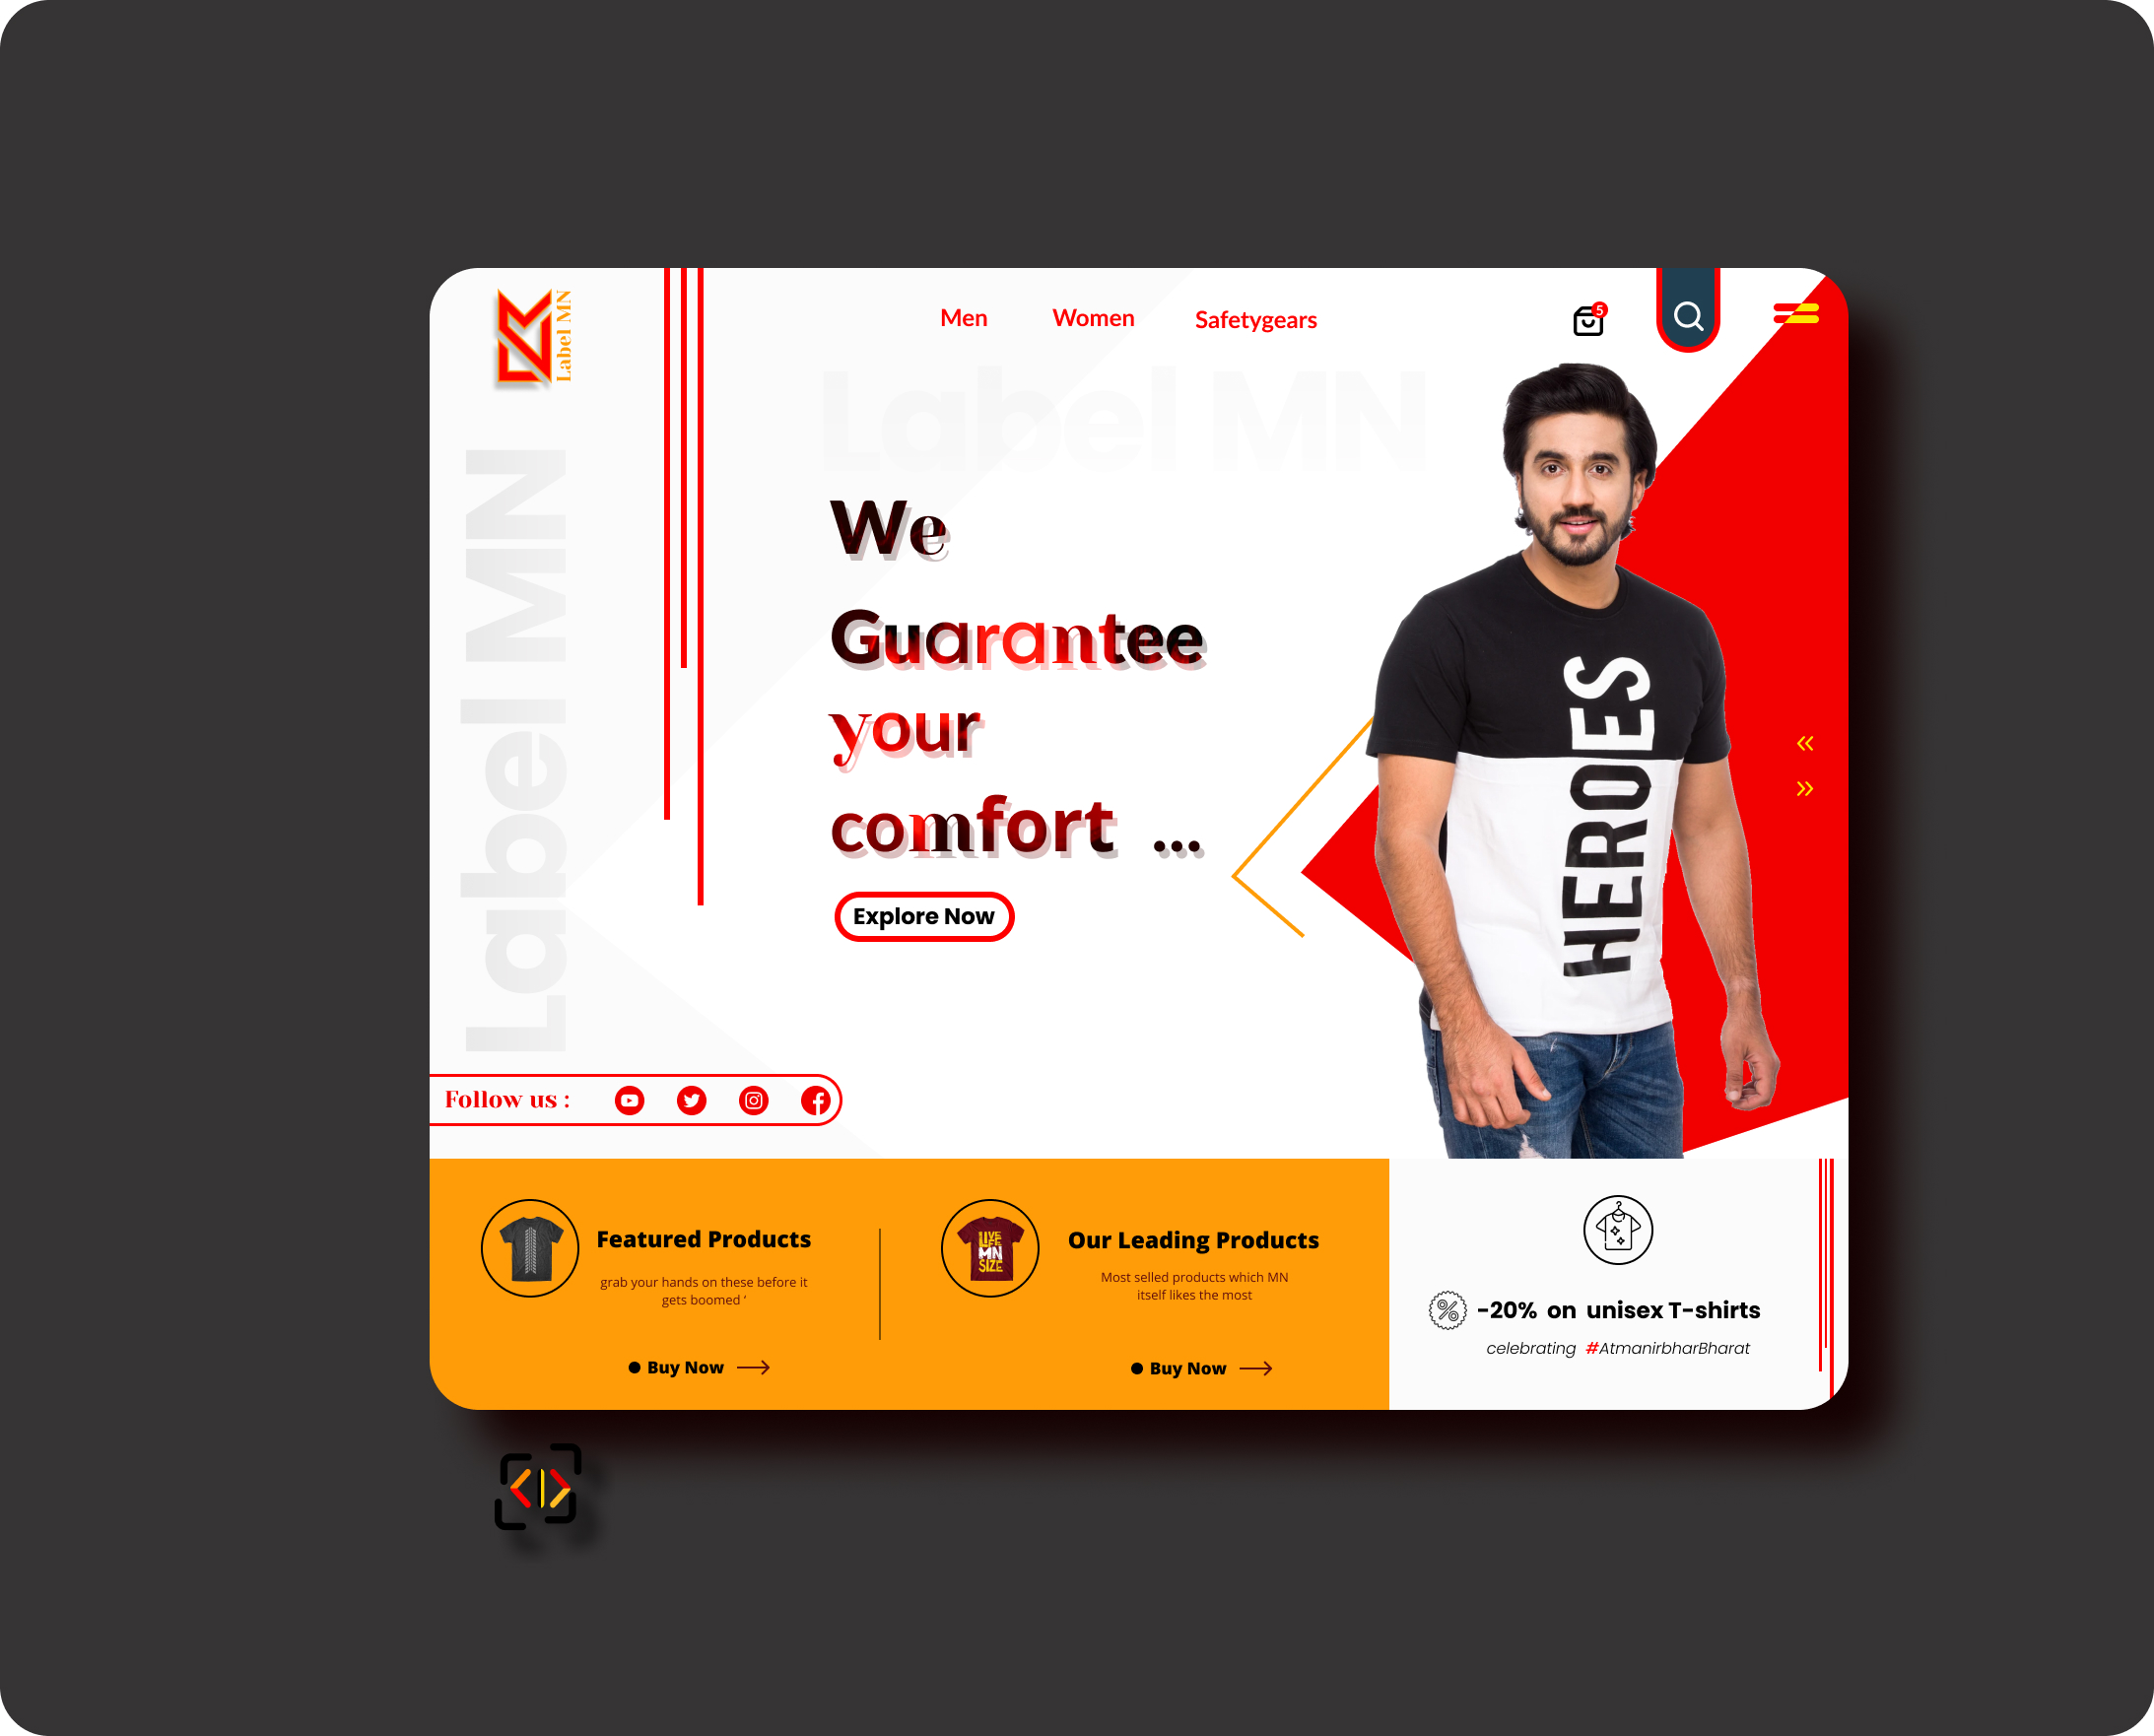 Label MN
Men
Women
Safetygears
5
Label MN
Label MN
We
Guarantee
your
comfort ...
Explore Now
HEROES
Follow us :
Featured Products
grab your hands on these before it
gets boomed ‘
Buy Now
LIVE
LIFE
MN
SIZE
Our Leading Products
Most selled products which MN
itself likes the most
Buy Now
-20% on unisex T-shirts
celebrating #AtmanirbharBharat